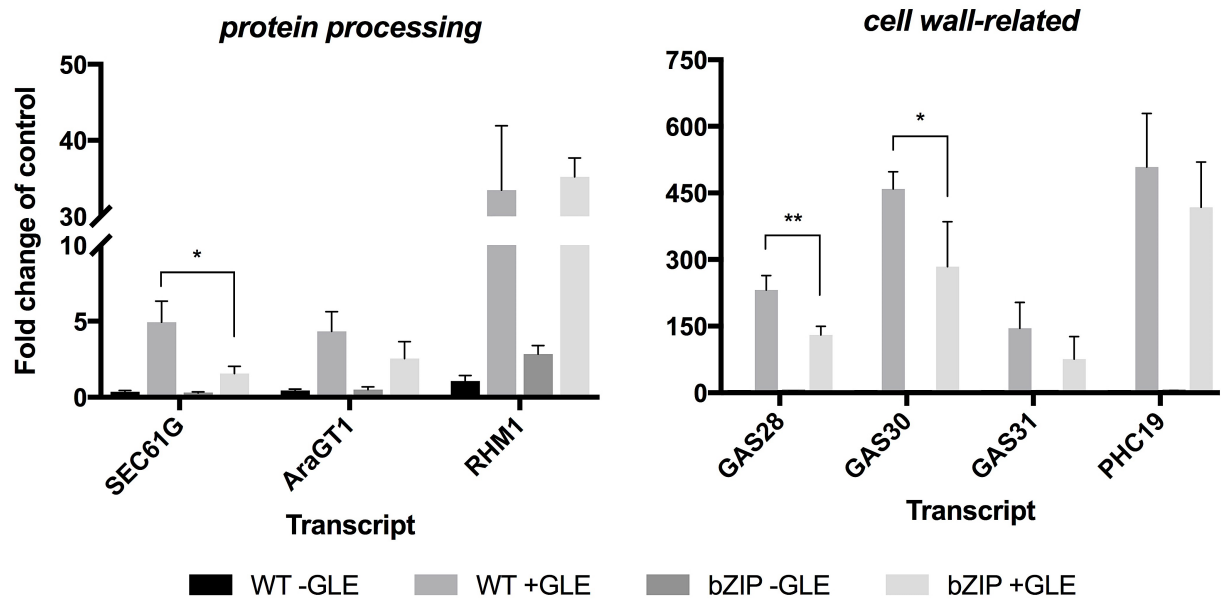 protein processing
cell wall-related
Fold change of control
50
40
30
10
5
0
*
SEC61G
AraGT1
RHM1
Transcript
750
600
450
300
150
0
**
*
GAS28
GAS30
GAS31
PHC19
Transcript
WT -GLE WT +GLE bZIP -GLE bZIP +GLE